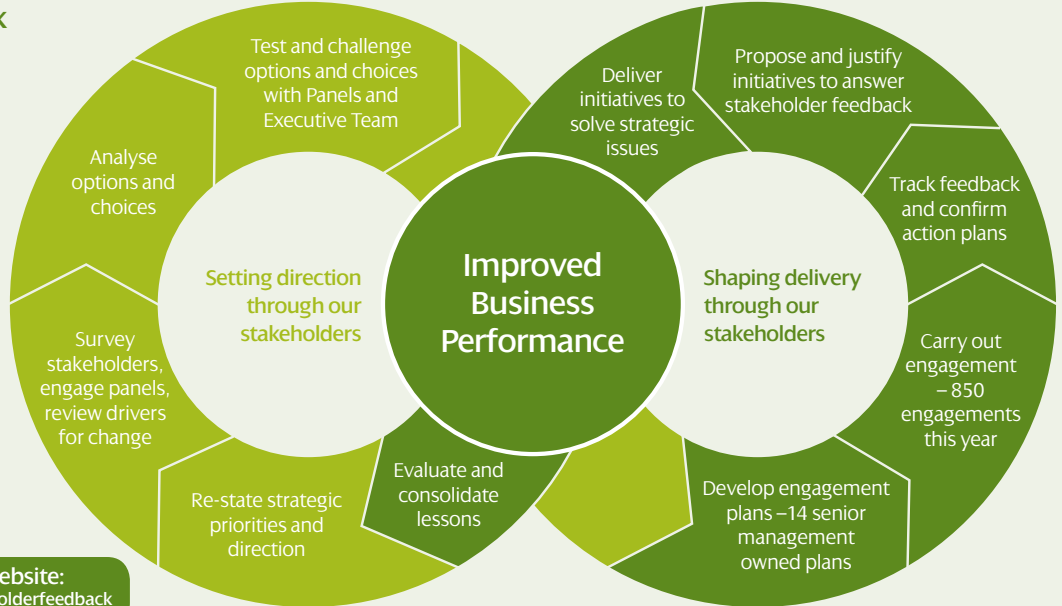 Test and challenge
options and choices
with Panels and
Executive Team
Analyse
options and
choices
Survey
stakeholders,
engage panels,
review drivers
for change
Re-state strategic
priorities and
direction
Evaluate and
consolidate
lessons
Setting direction
through our
stakeholders
Improved
Business
Performance
Shaping delivery
through our
stakeholders
Deliver
initiatives to
solve strategic
issues
Propose and justify
initiatives to answer
stakeholder feedback
Track feedback
and confirm
action plans
Carry out
engagement
– 850
engagements
this year
Develop engagement
plans –14 senior
management
owned plans
ebsite:
olderfeedback